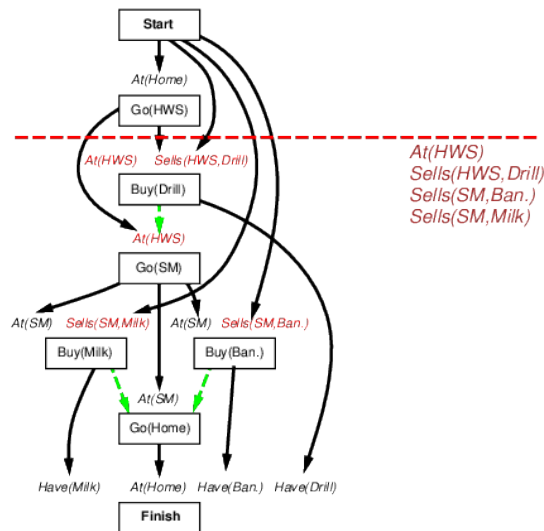 Start
At(Home)
Go(HWS)
At(HWS) Sells(HWS,Drill)
Buy(Drill)
At(HWS)
Go(SM)
At(SM) Sells(SM,Milk) At(SM) Sells(SM,Ban.)
Buy(Milk) Buy(Ban.)
At(SM)
Go(Home)
Have(Milk) At(Home) Have(Ban.) Have(Drill)
Finish
At(HWS)
Sells(HWS,Drill)
Sells(SM,Ban.)
Sells(SM,Milk)